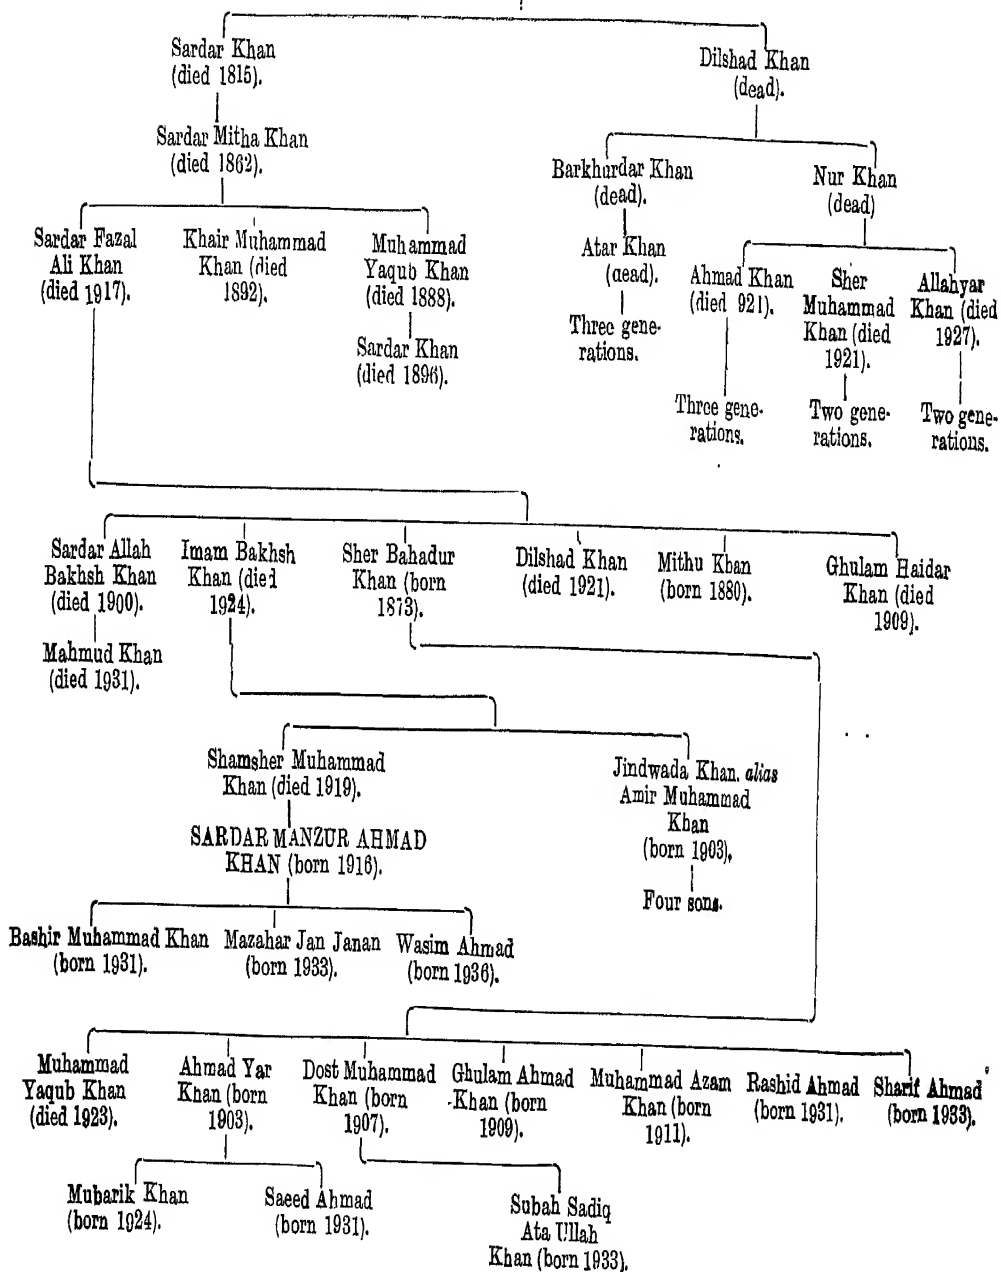 Sardar Khan
(died 1815).
Dilshad Khan
(dead).
Sardar Mitha Khan
(died 1862).
Barkhurdar Khan
(dead).
Nur Khan
(dead)
Sardar Fazal
Ali Khan
(died 1917).
Khair Muhammad
Khan (died
1892).
Muhammad
Yaqub Khan
(died 1888).
Atar Khan
(dead).
Ahmad Khan
(died 921).
Sher
Muhammad
Khan (died
1921).
Allahyar
Khan (died
1927).
Sardar Khan
(died 1896).
Three gene-
rations.
Three gene-
rations.
Two gene-
rations.
Two gene-
rations.
Sardar Allah
Bakhsh Khan
(died 1900).
Imam Bakhsh
Khan (died
1924).
Sher Bahadur
Khan (born
1873).
Dilshad Khan
(died 1921).
Mithu Khan
(born 1880).
Ghulam Haidar
Khan (died
1909).
Mahmud Khan
(died 1931).
Shamsher Muhammad
Khan (died 1919).
Jindwada Khan. alias
Amir Muhammad
Khan
(born 1903).
SARDAR MANZUR AHMAD
KHAN (born 1916).
Four sons.
Bashir Muhammad Khan
(born 1931).
Mazahar Jan Janan
(born 1933).
Wasim Ahmad
(born 1936).
Muhammad
Yaqub Khan
(died 1923).
Ahmad Yar
Khan (born
1903).
Dost Muhammad
Khan (born
1907).
Ghulam Ahmad
Khan (born
1909).
Muhammad Azam
Khan (born
1911).
Rashid Ahmad
(born 1931).
Sharif Ahmad
(born 1933).
Mubarik Khan
(born 1924).
Saeed Ahmad
(born 1931).
Subah Sadiq
Ata Ullah
Khan (born 1933).